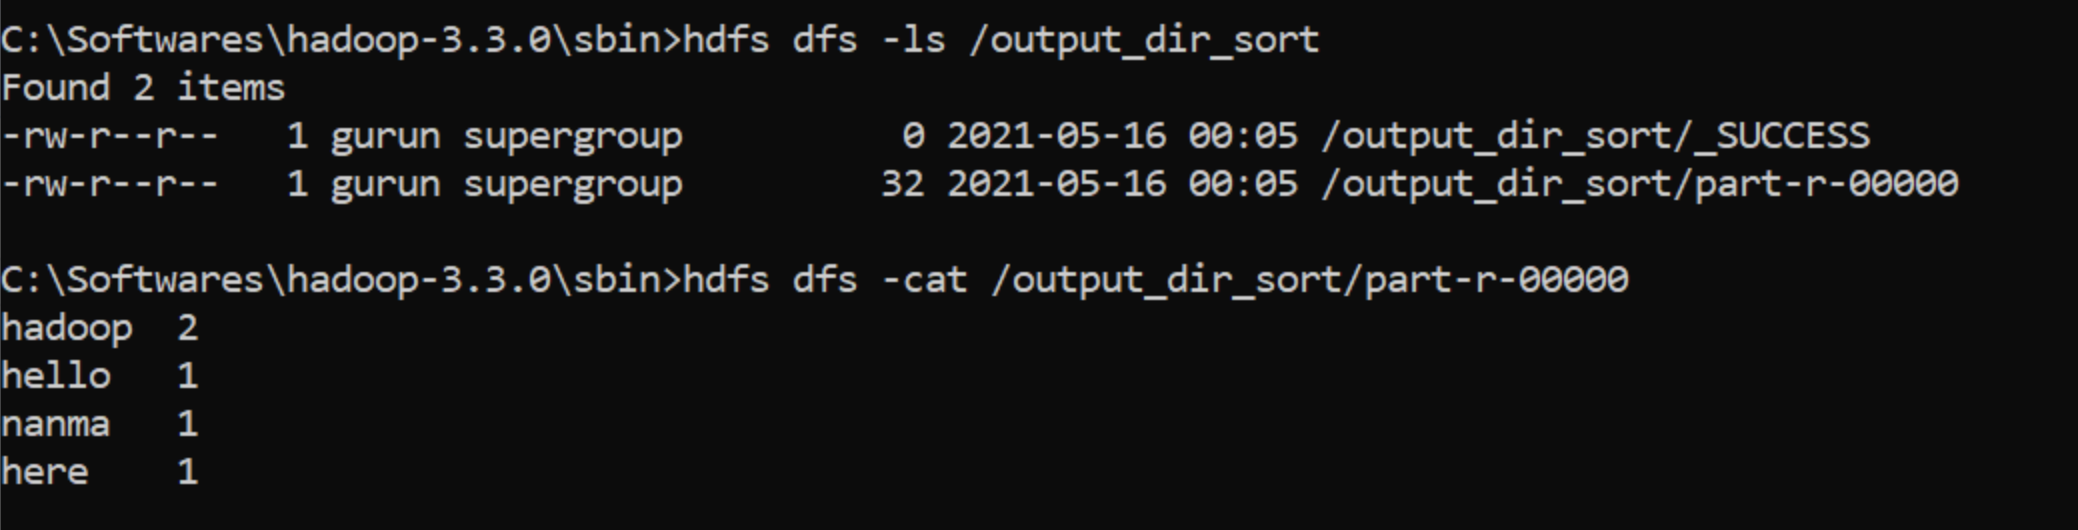 C:\Softwares\hadoop-3.3.0\sbin>hdfs dfs -ls /output_dir_sort
Found 2 items
-rw-r--r--   1 gurun supergroup          0 2021-05-16 00:05 /output_dir_sort/_SUCCESS
-rw-r--r--   1 gurun supergroup         32 2021-05-16 00:05 /output_dir_sort/part-r-00000
C:\Softwares\hadoop-3.3.0\sbin>hdfs dfs -cat /output_dir_sort/part-r-00000
hadoop  2
hello   1
nanma   1
here    1